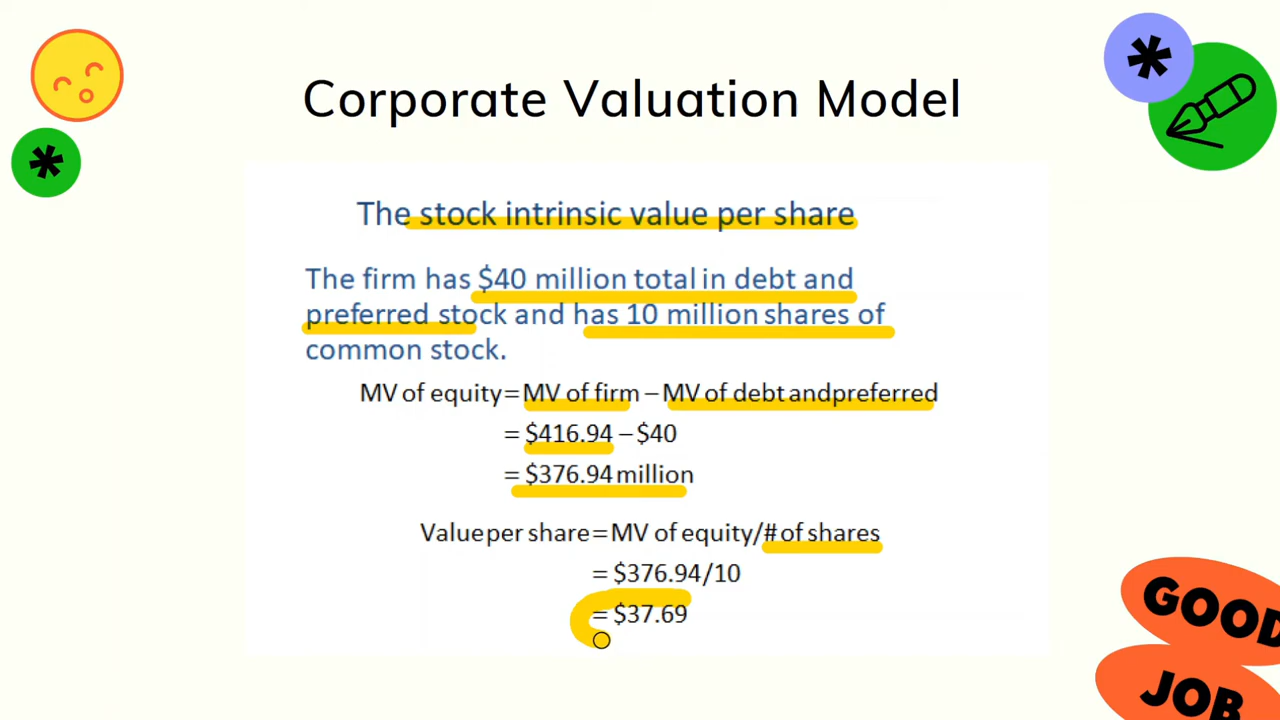 Corporate Valuation Model
The stock intrinsic value per share
The firm has $40 million total in debt and
preferred stock and has 10 million shares of
common stock.
MV of equity = MV of firm – MV of debt andpreferred
= $416.94 – $40
= $376.94 million
Value per share = MV of equity/# of shares
= $376.94/10
= $37.69
GOOD
JOB